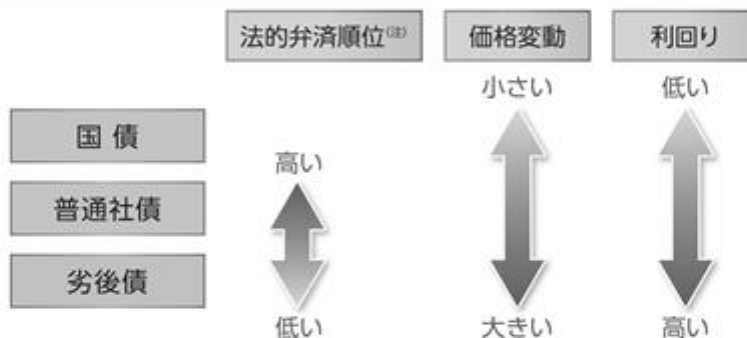 法的弁済順位(注) 価格変動 利回り
小さい 低い
国債
高い
普通社債
劣後債
低い 大きい 高い